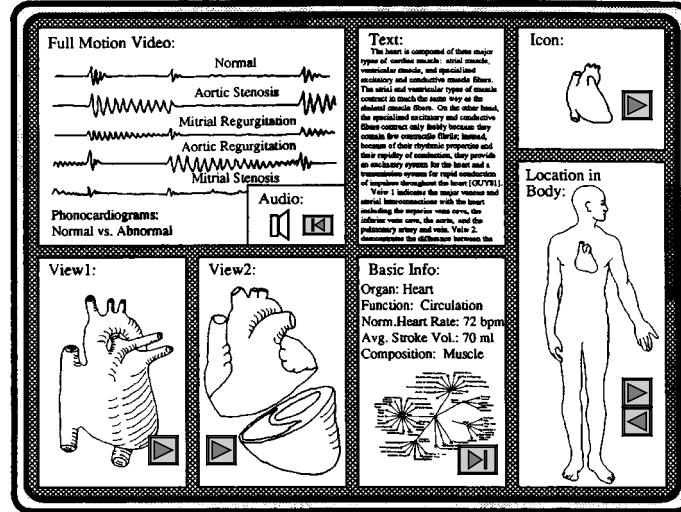 Full Motion Video:
Normal
Aortic Stenosis
Mitrial Regurgitation
Aortic Regurgitation
Mitrial Stenosis
Phonocardiograms:
Normal vs. Abnormal
Audio:
Text:
The heart is composed of three major
types of cardiac muscle: atrial muscle,
ventricular muscle, and specialized
excitatory and conductive muscle fibers.
The atrial and ventricular types of muscle
contract in much the same way as the
skeletal muscle fibers. On the other hand,
the specialized excitatory and conductive
fibers contract only feebly because they
contain few contractile fibrils; instead,
because of their rhythmic properties and
their rapidity of conduction, they provide
an excitatory system for the heart and a
transmission system for rapid conduction
of impulses throughout the heart [GUY81].
Veiw 1 indicates the major venous and
atrial interconnections with the heart
including the superior vena cava, the
inferior vena cava, the aorta, and the
pulmonary artery and vein. Veiw 2
demonstrates the difference between the
Icon:
Location in
Body:
View1:
View2:
Basic Info:
Organ: Heart
Function: Circulation
Norm.Heart Rate: 72 bpm
Avg. Stroke Vol.: 70 ml
Composition: Muscle